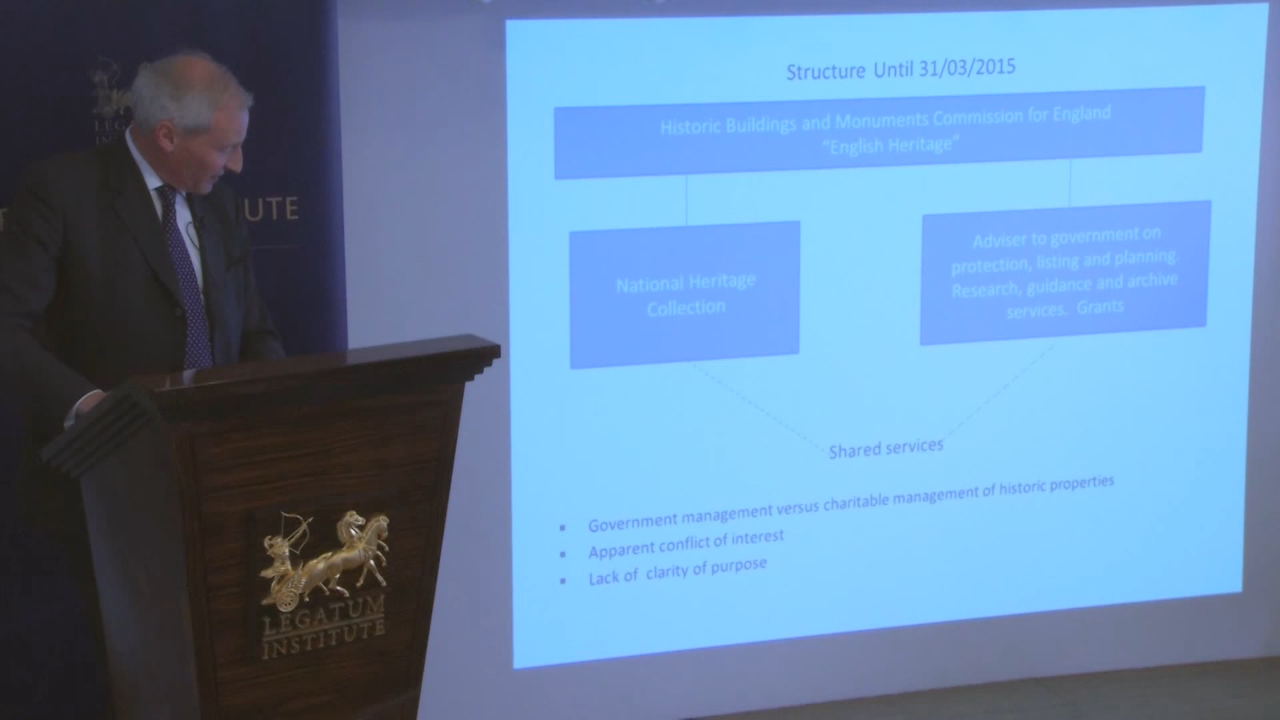 Structure Until 31/03/2015
Historic Buildings and Monuments Commission for England
"English Heritage"
National Heritage
Collection
Adviser to government on
protection, listing and planning.
Research, guidance and archive
services. Grants
Shared services
▪ Government management versus charitable management of historic properties
▪ Apparent conflict of interest
▪ Lack of clarity of purpose
UTE
LEGATUM
INSTITUTE